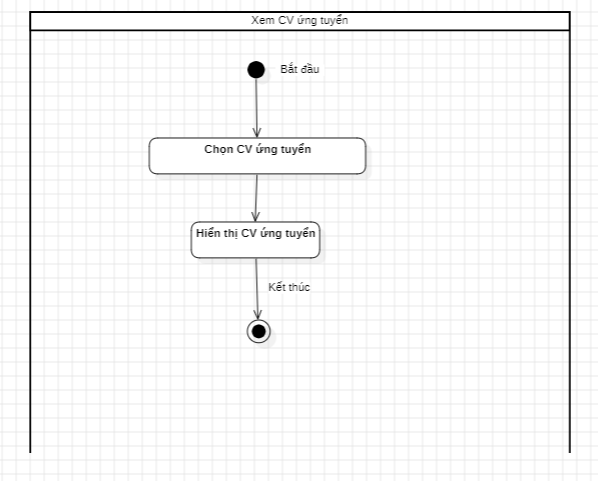 Xem CV ứng tuyển
Bắt đầu
Chọn CV ứng tuyển
Hiển thị CV ứng tuyển
Kết thúc